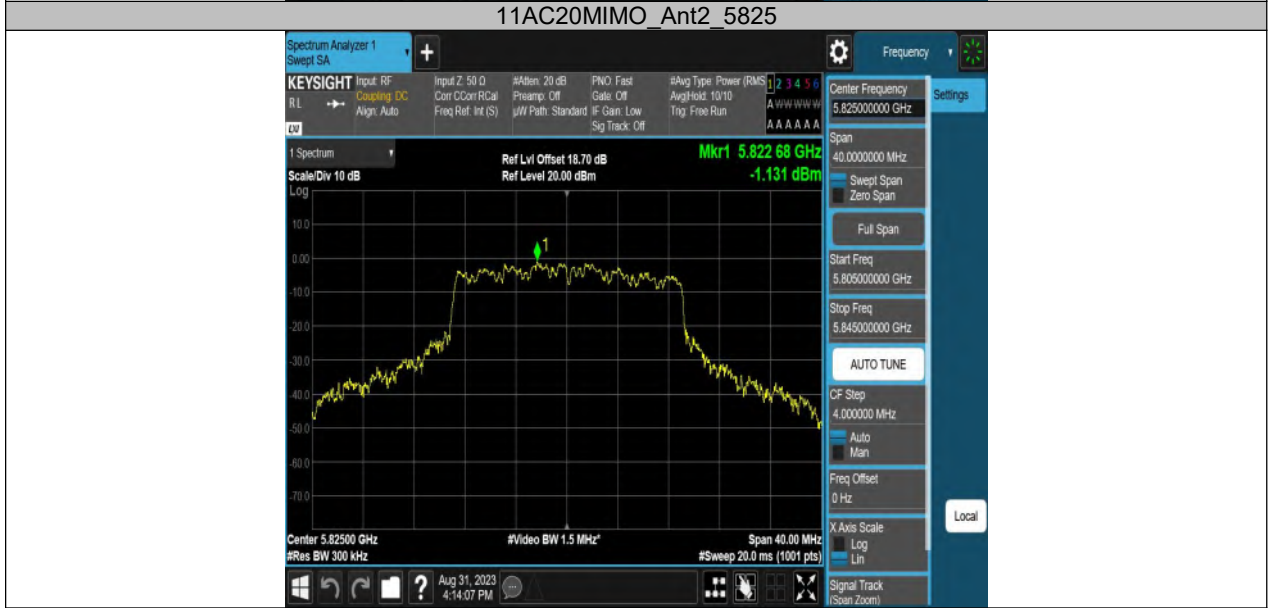 11AC20MIMO_Ant2_5825
Spectrum Analyzer 1
Swept SA
+
Frequency
KEYSIGHT
RL
LXI
Input: RF
Coupling: DC
Align: Auto
Input Z: 50 Ω
Corr CCorr RCal
Freq Ref: Int (S)
#Atten: 20 dB
Preamp: Off
µW Path: Standard
PNO: Fast
Gate: Off
IF Gain: Low
Sig Track: Off
#Avg Type: Power (RMS
Avg|Hold: 10/10
Trig: Free Run
1 2 3 4 5 6
A W W W W W
A A A A A A
1 Spectrum
Scale/Div 10 dB
Log
Ref Lvl Offset 18.70 dB
Ref Level 20.00 dBm
Mkr1 5.822 68 GHz
-1.131 dBm
10.0
0.00
-10.0
-20.0
-30.0
-40.0
-50.0
-60.0
-70.0
1
Center 5.82500 GHz
#Res BW 300 kHz
#Video BW 1.5 MHz*
Span 40.00 MHz
#Sweep 20.0 ms (1001 pts)
?
Aug 31, 2023
4:14:07 PM
Center Frequency
5.825000000 GHz
Settings
Span
40.0000000 MHz
Swept Span
Zero Span
Full Span
Start Freq
5.805000000 GHz
Stop Freq
5.845000000 GHz
AUTO TUNE
CF Step
4.000000 MHz
Auto
Man
Freq Offset
0 Hz
X Axis Scale
Log
Lin
Local
Signal Track
(Span Zoom)